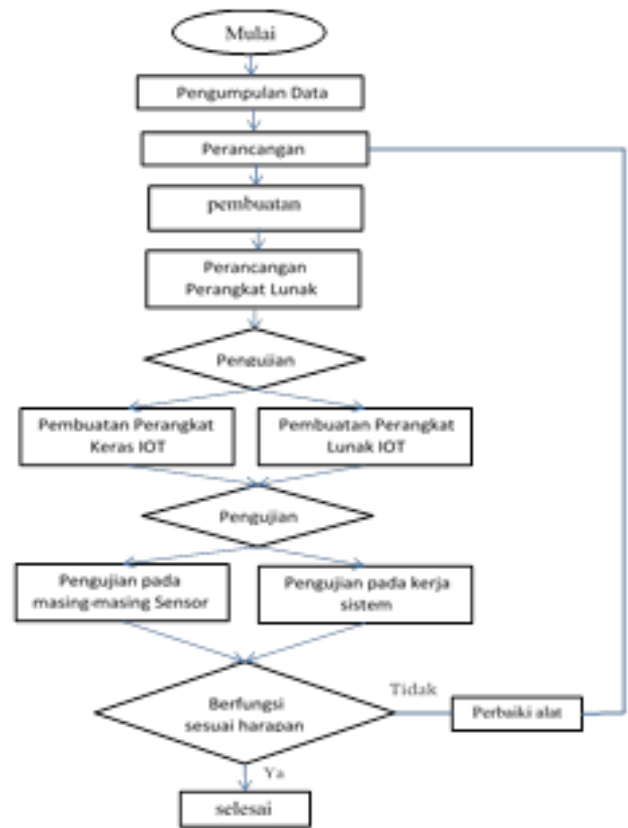 Mulai
Pengumpulan Data
Perancangan
pembuatan
Perancangan
Perangkat Lunak
Pengujian
Pembuatan Perangkat
Keras IOT
Pembuatan Perangkat
Lunak IOT
Pengujian
Pengujian pada
masing-masing Sensor
Pengujian pada kerja
sistem
Berfungsi
sesuai harapan
Tidak
Perbaiki alat
Ya
selesai